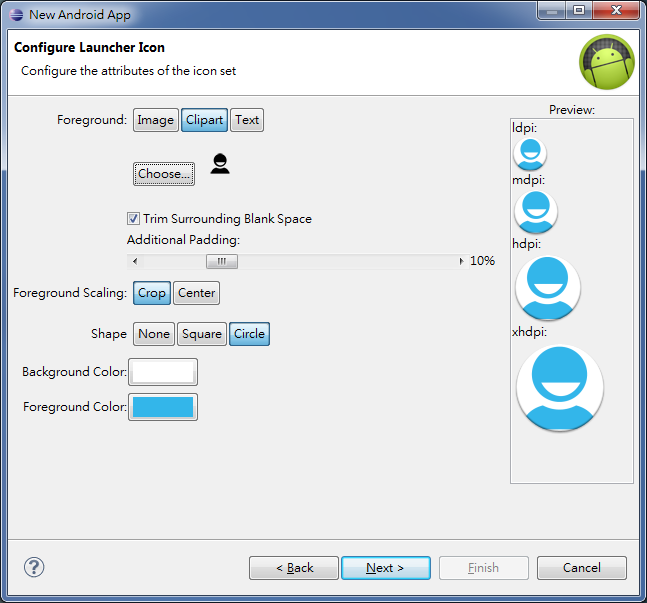 New Android App
Configure Launcher Icon
Configure the attributes of the icon set
Foreground: Image Clipart Text
Choose...
Trim Surrounding Blank Space
Additional Padding:
10%
Foreground Scaling: Crop Center
Shape None Square Circle
Background Color:
Foreground Color:
Preview:
ldpi:
mdpi:
hdpi:
xhdpi:
?
< Back Next > Finish Cancel